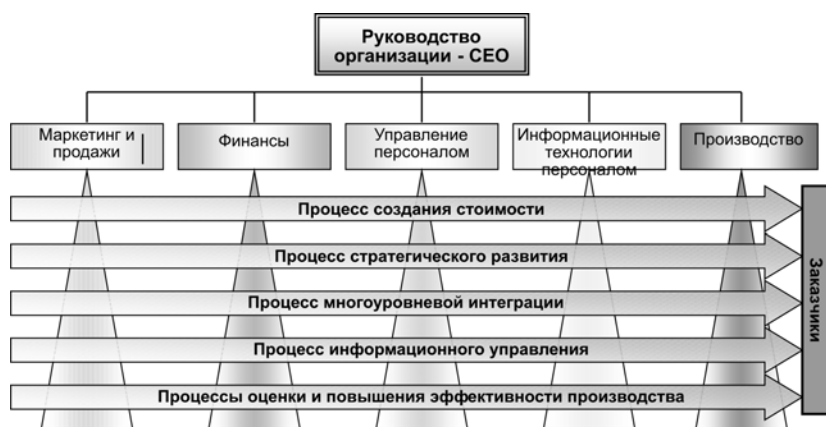 Руководство
организации - CEO
Маркетинг и
продажи
Финансы
Управление
персоналом
Информационные
технологии
персоналом
Производство
Процесс создания стоимости
Процесс стратегического развития
Процесс многоуровневой интеграции
Процесс информационного управления
Процессы оценки и повышения эффективности производства
Заказчики